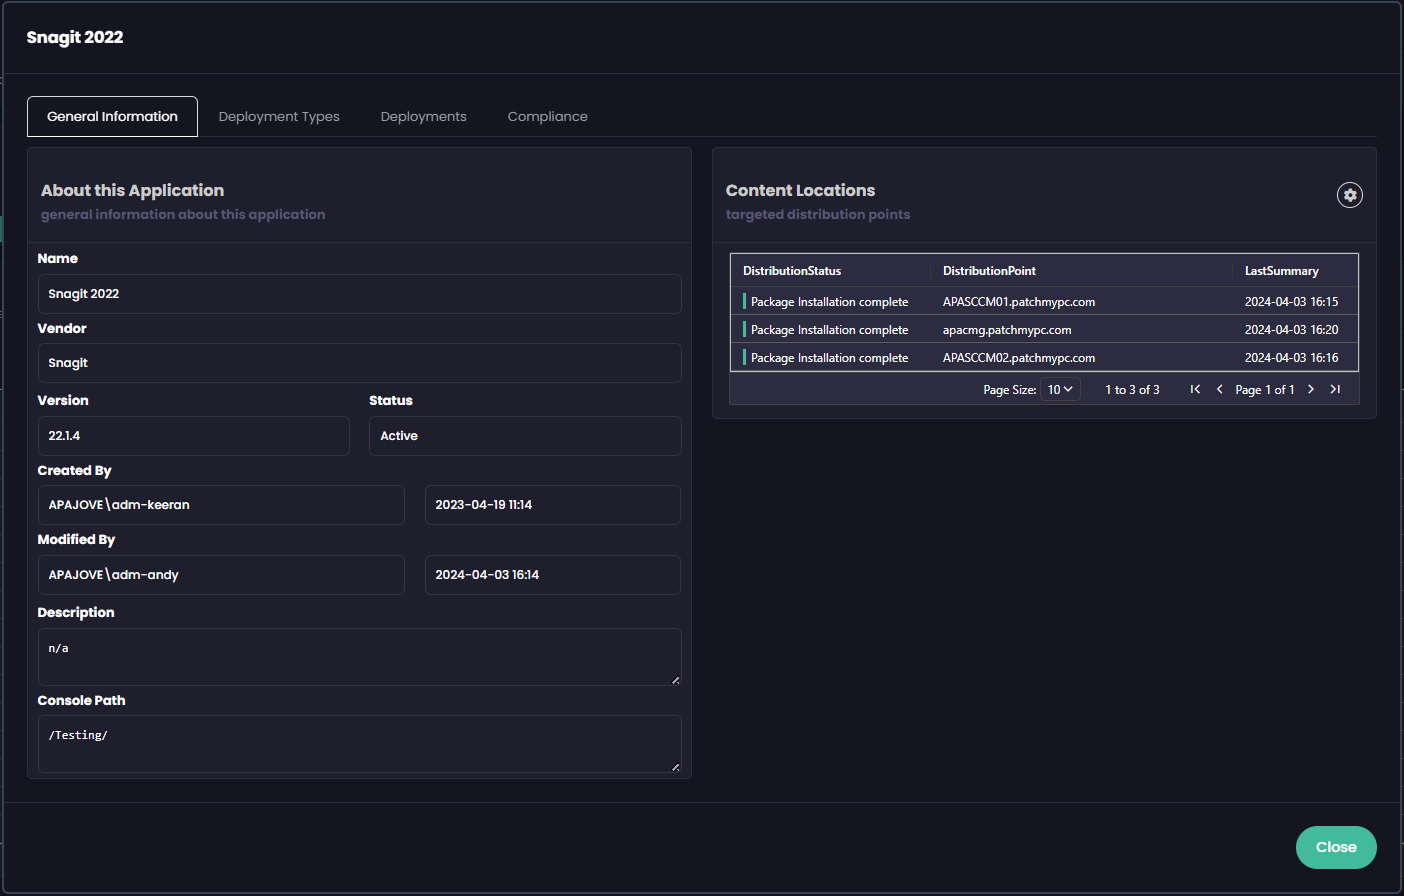 Snagit 2022
General Information Deployment Types Deployments Compliance
About this Application
general information about this application
Name
Snagit 2022
Vendor
Snagit
Version Status
22.1.4 Active
Created By
APAJOVE\adm-keeran 2023-04-19 11:14
Modified By
APAJOVE\adm-andy 2024-04-03 16:14
Description
n/a
Console Path
/Testing/
Content Locations
targeted distribution points
DistributionStatus DistributionPoint LastSummary
Package Installation complete APASCCM01.patchmypc.com 2024-04-03 16:15
Package Installation complete apacmg.patchmypc.com 2024-04-03 16:20
Package Installation complete APASCCM02.patchmypc.com 2024-04-03 16:16
Page Size: 10 1 to 3 of 3 Page 1 of 1
Close